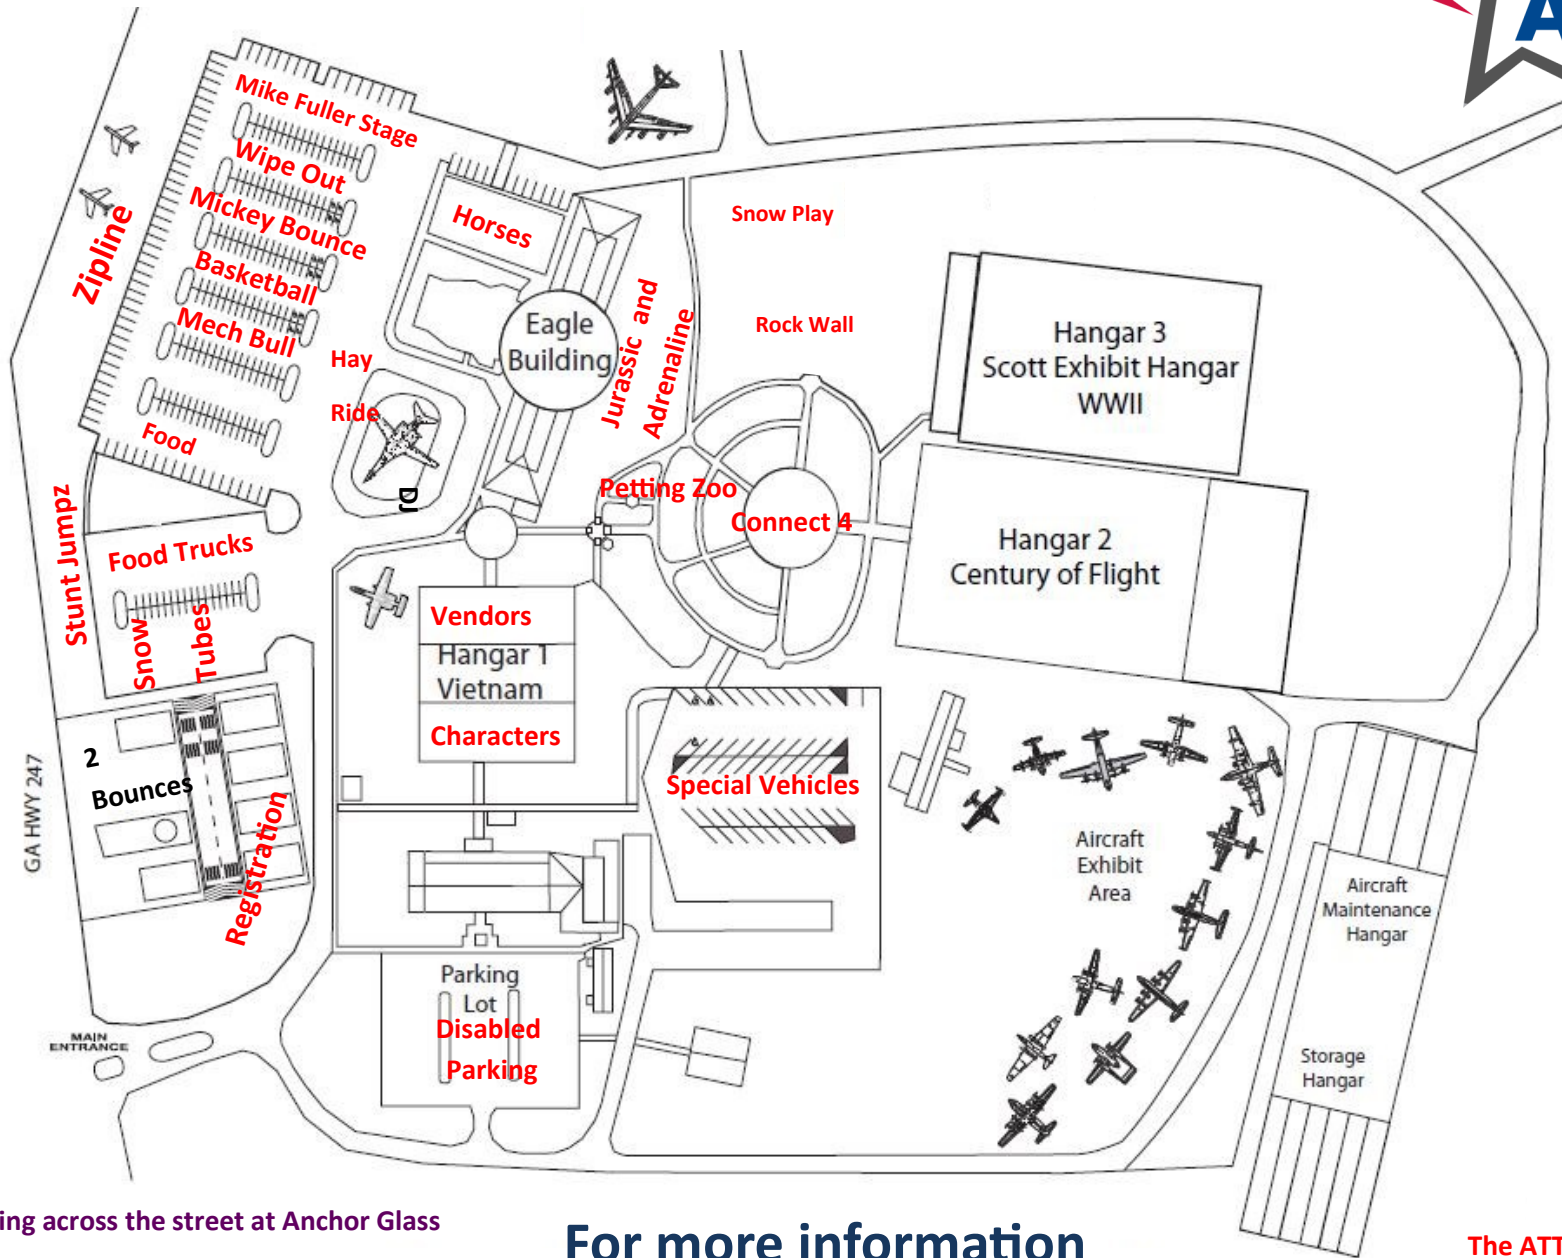 A
Mike Fuller Stage
Wipe Out
Mickey Bounce
Basketball
Mech Bull
Food
Zipline
Horses
Snow Play
Rock Wall
Eagle
Building
Jurassic and
Adrenaline
Hay
Ride
DJ
Hangar 3
Scott Exhibit Hangar
WWII
Petting Zoo
Connect 4
Hangar 2
Century of Flight
Stunt Jumpz
Food Trucks
Snow
Tubes
Vendors
Hangar 1
Vietnam
Characters
Special Vehicles
2
Bounces
Registration
GA HWY 247
Aircraft
Exhibit
Area
Aircraft
Maintenance
Hangar
Parking
Lot
Disabled
Parking
MAIN
ENTRANCE
Storage
Hangar
ing across the street at Anchor Glass
For more information
The ATT